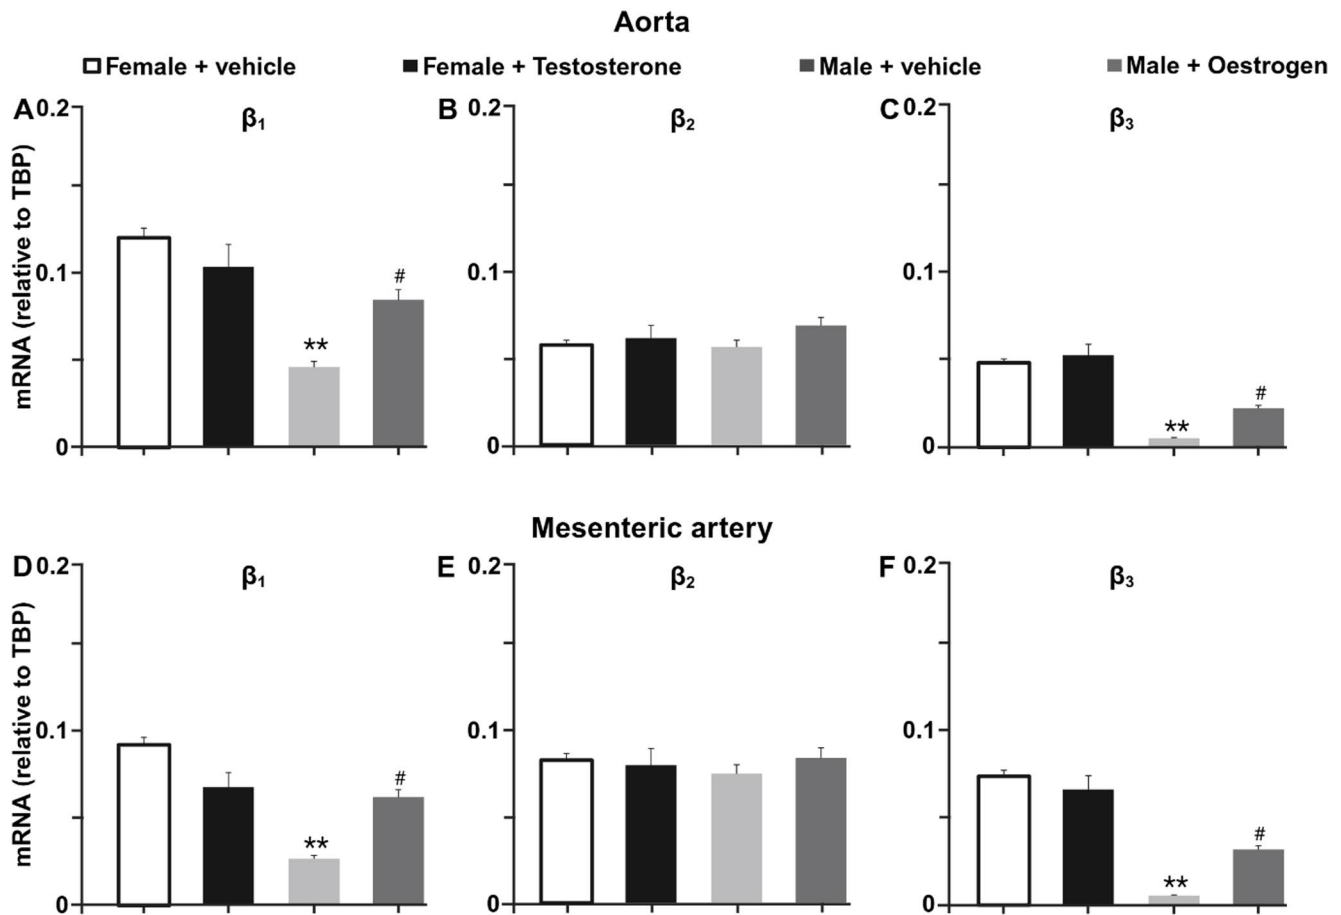 Aorta
Female + vehicle Female + Testosterone Male + vehicle Male + Oestrogen
A 0.2 β₁ B 0.2 β₂ C 0.2 β₃
mRNA (relative to TBP)
0.1 0.1 0.1
** # ** #
0 0 0
Mesenteric artery
D 0.2 β₁ E 0.2 β₂ F 0.2 β₃
mRNA (relative to TBP)
0.1 0.1 0.1
** # ** #
0 0 0